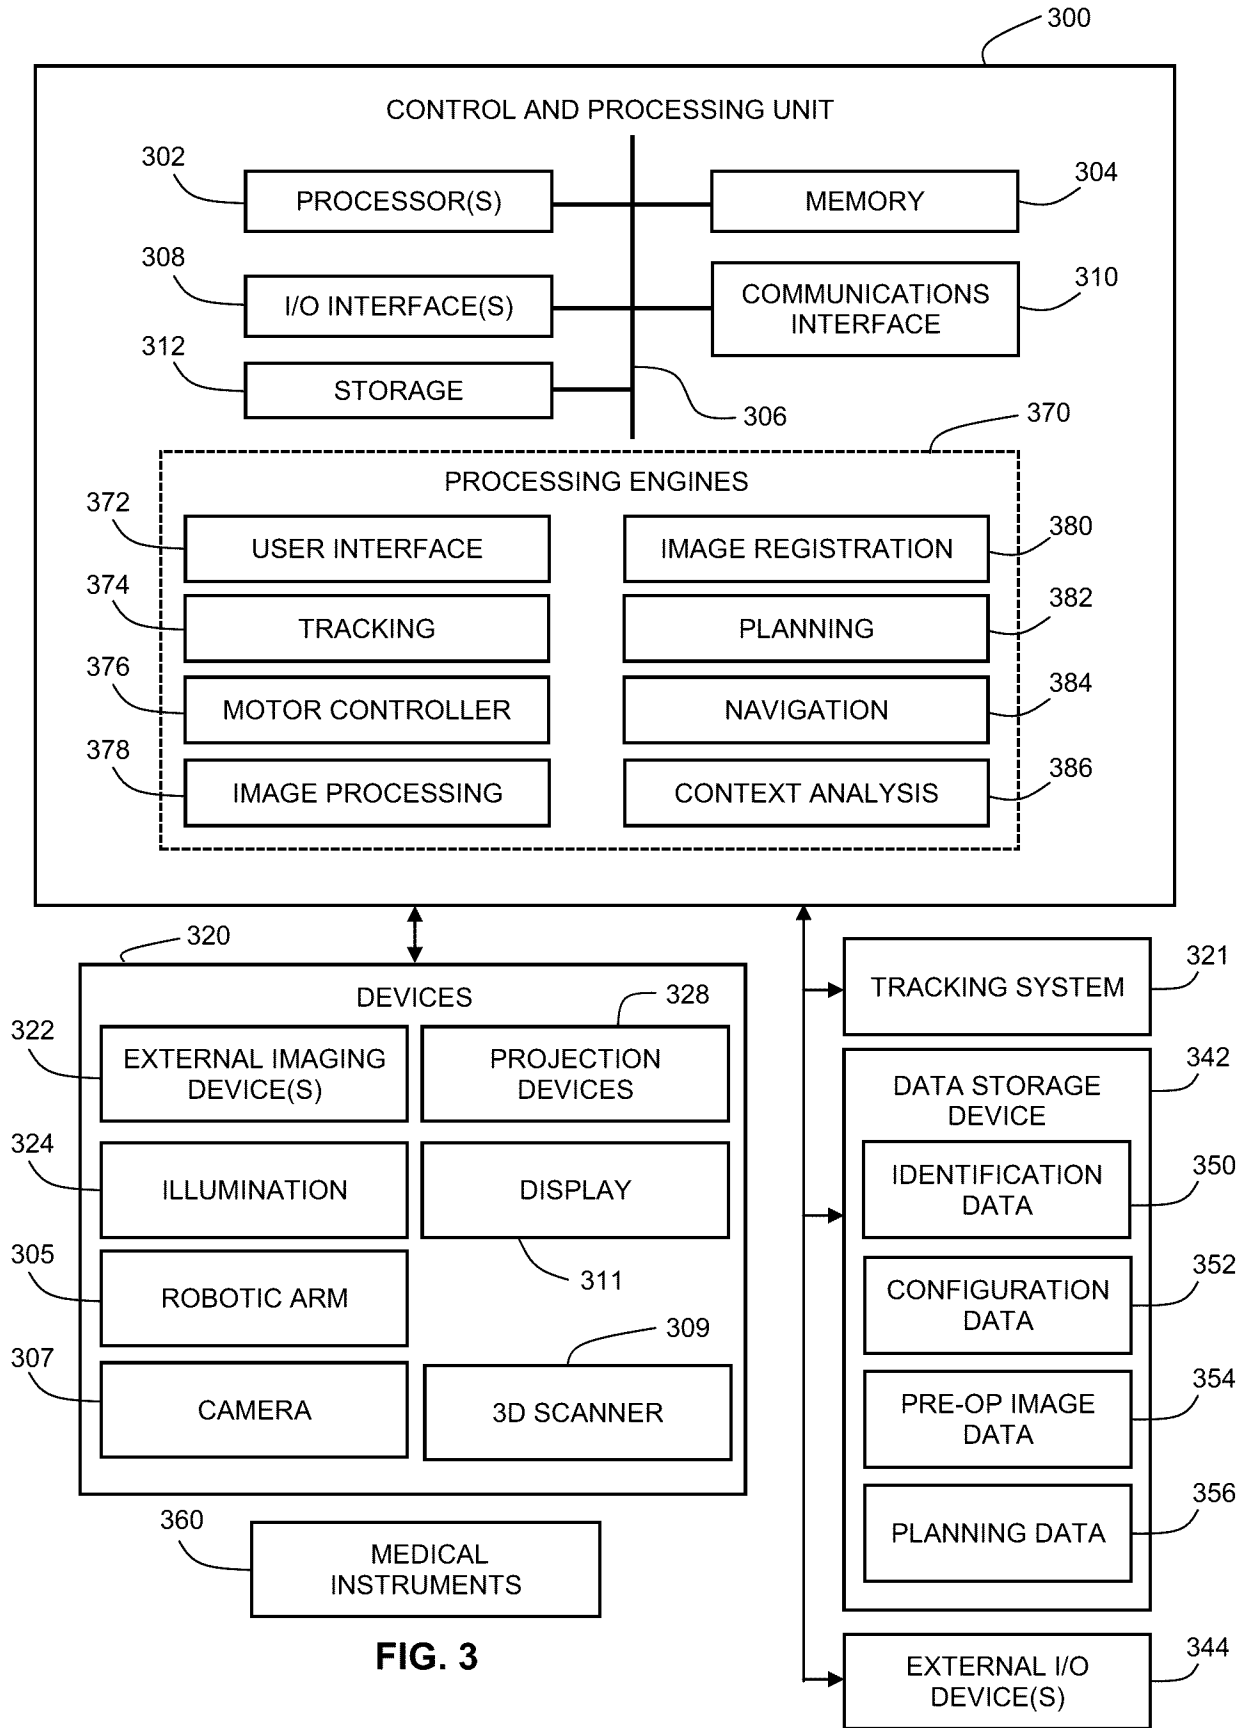 300
CONTROL AND PROCESSING UNIT
302
PROCESSOR(S)
MEMORY
304
308
I/O INTERFACE(S)
COMMUNICATIONS
INTERFACE
310
312
STORAGE
306
370
PROCESSING ENGINES
372
USER INTERFACE
IMAGE REGISTRATION
380
374
TRACKING
PLANNING
382
376
MOTOR CONTROLLER
NAVIGATION
384
378
IMAGE PROCESSING
CONTEXT ANALYSIS
386
320
DEVICES
328
322
EXTERNAL IMAGING
DEVICE(S)
PROJECTION
DEVICES
324
ILLUMINATION
DISPLAY
311
305
ROBOTIC ARM
309
307
CAMERA
3D SCANNER
360
MEDICAL
INSTRUMENTS
TRACKING SYSTEM
321
DATA STORAGE
DEVICE
342
IDENTIFICATION
DATA
350
CONFIGURATION
DATA
352
PRE-OP IMAGE
DATA
354
PLANNING DATA
356
EXTERNAL I/O
DEVICE(S)
344
FIG. 3